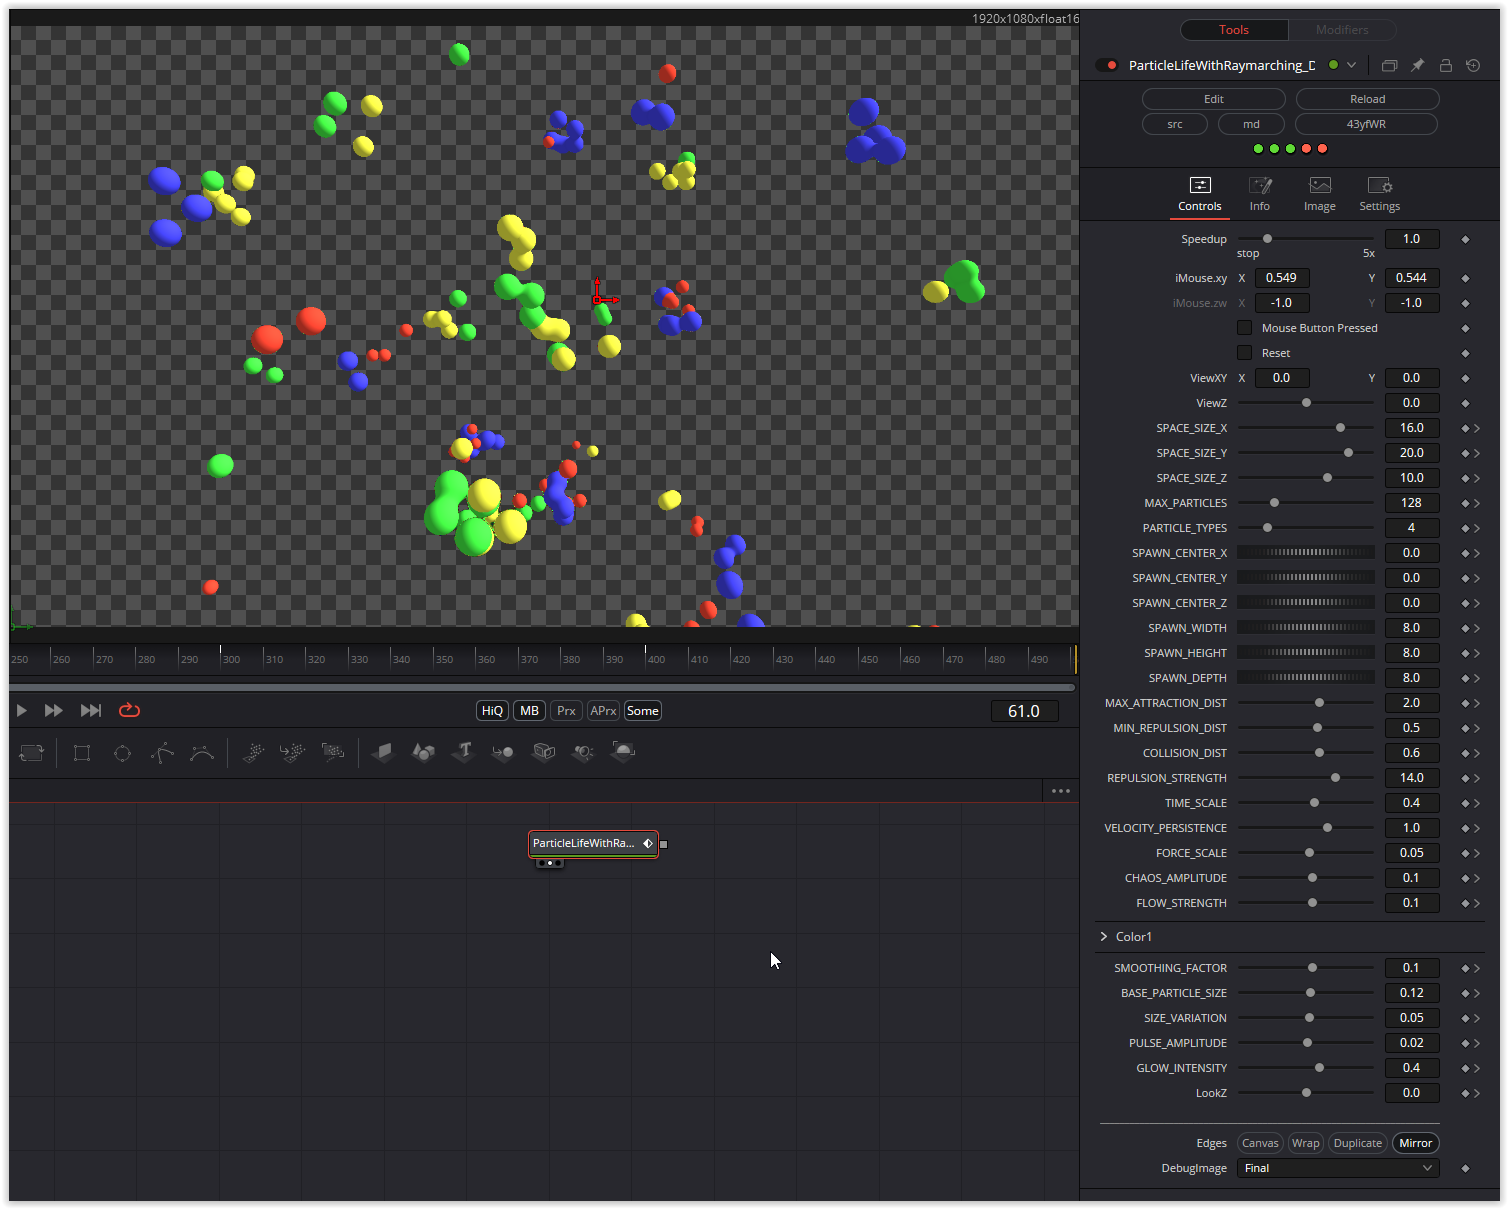 1920x1080xfloat16
Tools Modifiers
ParticleLifeWithRaymarching_D
Edit Reload
src md 43yfWR
Controls Info Image Settings
Speedup 1.0
stop 5x
iMouse.xy X 0.549 Y 0.544
iMouse.zw X -1.0 Y -1.0
Mouse Button Pressed
Reset
ViewXY X 0.0 Y 0.0
ViewZ 0.0
SPACE_SIZE_X 16.0
SPACE_SIZE_Y 20.0
SPACE_SIZE_Z 10.0
MAX_PARTICLES 128
PARTICLE_TYPES 4
SPAWN_CENTER_X 0.0
SPAWN_CENTER_Y 0.0
SPAWN_CENTER_Z 0.0
SPAWN_WIDTH 8.0
SPAWN_HEIGHT 8.0
SPAWN_DEPTH 8.0
MAX_ATTRACTION_DIST 2.0
MIN_REPULSION_DIST 0.5
COLLISION_DIST 0.6
REPULSION_STRENGTH 14.0
TIME_SCALE 0.4
VELOCITY_PERSISTENCE 1.0
FORCE_SCALE 0.05
CHAOS_AMPLITUDE 0.1
FLOW_STRENGTH 0.1
Color1
SMOOTHING_FACTOR 0.1
BASE_PARTICLE_SIZE 0.12
SIZE_VARIATION 0.05
PULSE_AMPLITUDE 0.02
GLOW_INTENSITY 0.4
LookZ 0.0
Edges Canvas Wrap Duplicate Mirror
DebugImage Final
250 260 270 280 290 300 310 320 330 340 350 360 370 380 390 400 410 420 430 440 450 460 470 480 490
HiQ MB Prx APrx Some 61.0
ParticleLifeWithRa...